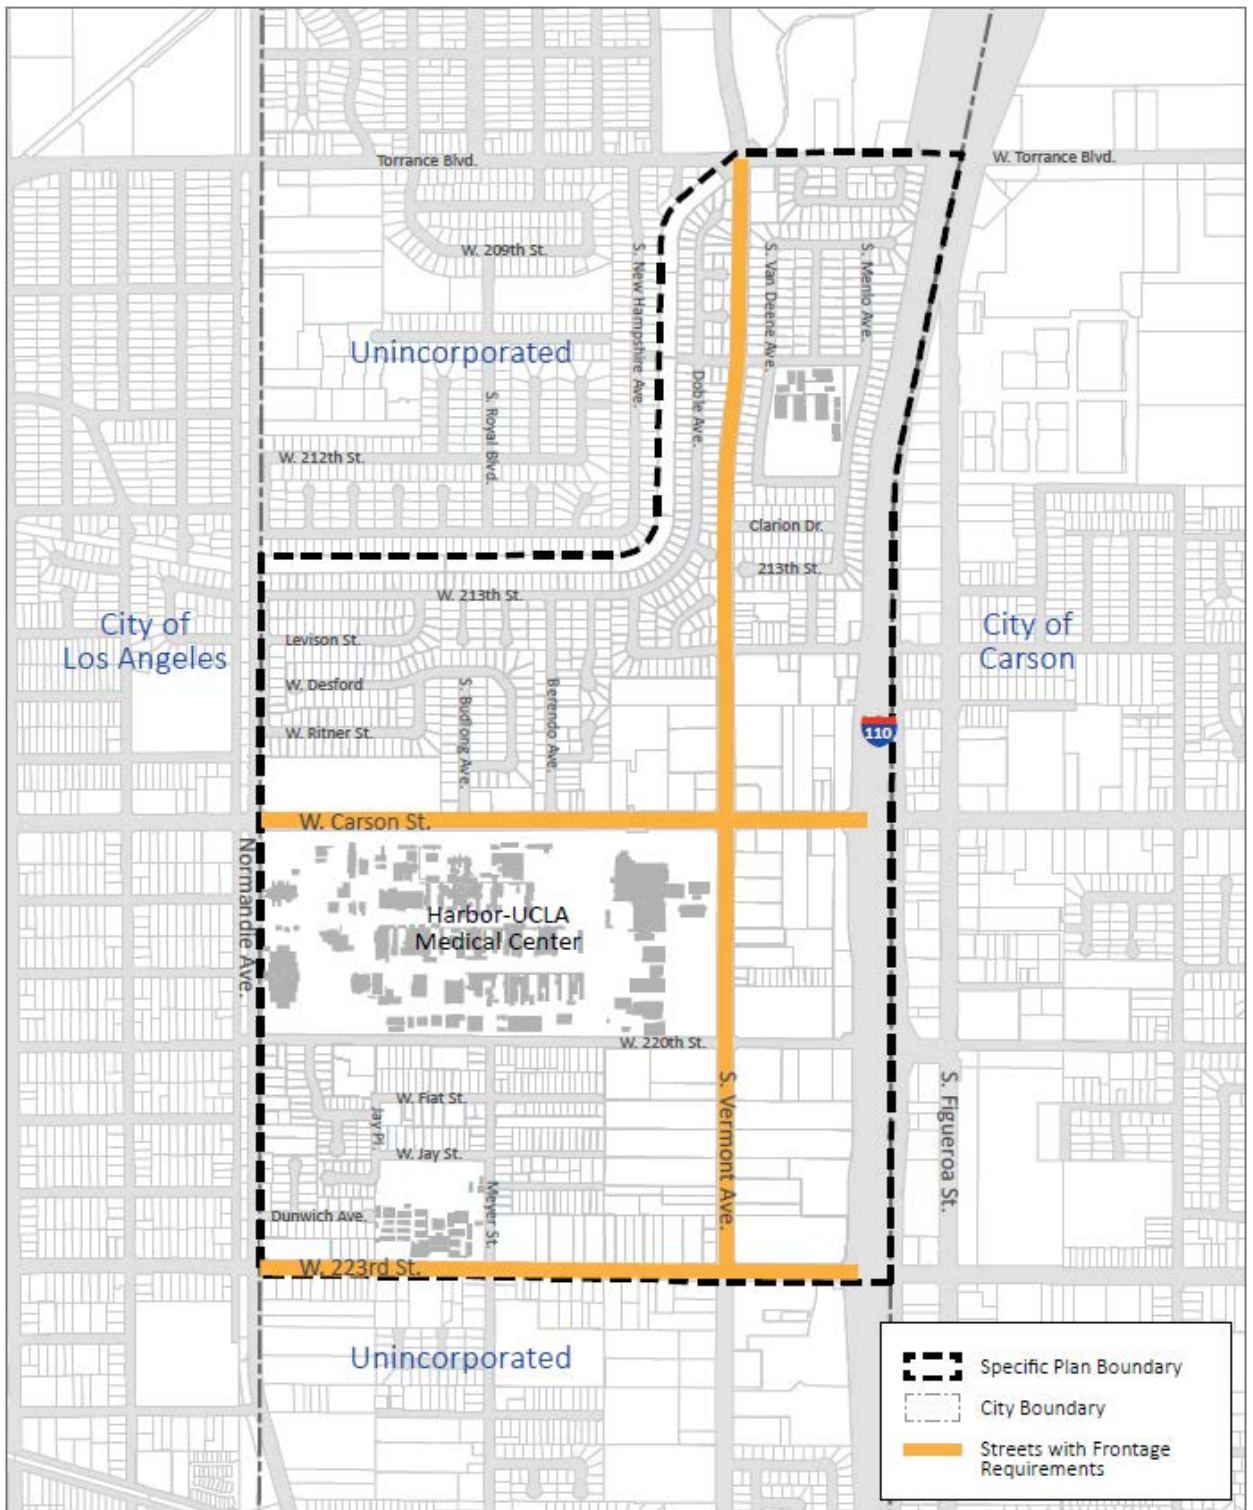 Torrance Blvd.
W. Torrance Blvd.
W. 209th St.
S. New Hampshire Ave.
S. Van Deene Ave.
S. Menlo Ave.
Unincorporated
Doble Ave.
S. Royal Blvd.
W. 212th St.
Clarion Dr.
213th St.
W. 213th St.
City of
Los Angeles
Levison St.
City of
Carson
W. Desford
S. Budlong Ave.
Berendo Ave.
W. Ritner St.
110
W. Carson St.
Normandie Ave.
Harbor-UCLA
Medical Center
W. 220th St.
S. Vermont Ave.
S. Figueroa St.
W. Fiat St.
Jay Pl.
W. Jay St.
Meyer St.
Dunwich Ave.
W. 223rd St.
Unincorporated
Specific Plan Boundary
City Boundary
Streets with Frontage
Requirements